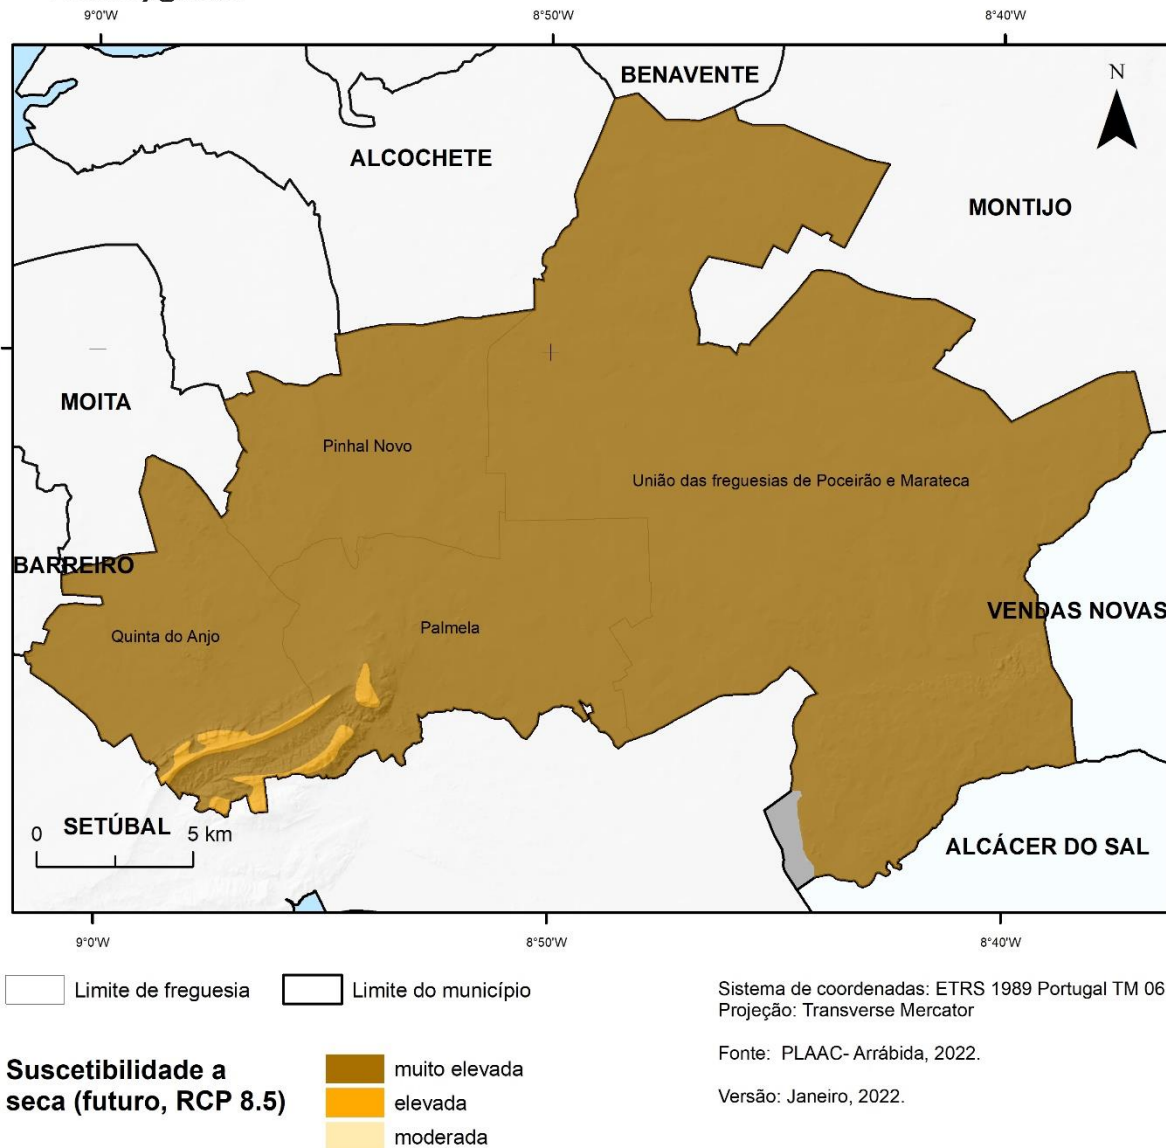 9°0'W
8°50'W
8°40'W
BENAVENTE
N
ALCOCHETE
MONTIJO
MOITA
Pinhal Novo
União das freguesias de Poceirão e Marateca
BARREIRO
VENDAS NOVAS
Quinta do Anjo
Palmela
0 SETÚBAL 5 km
ALCÁCER DO SAL
9°0'W
8°50'W
8°40'W
Limite de freguesia
Limite do município
Sistema de coordenadas: ETRS 1989 Portugal TM 06
Projeção: Transverse Mercator
Fonte: PLAAC- Arrábida, 2022.
Versão: Janeiro, 2022.
Suscetibilidade a
seca (futuro, RCP 8.5)
muito elevada
elevada
moderada